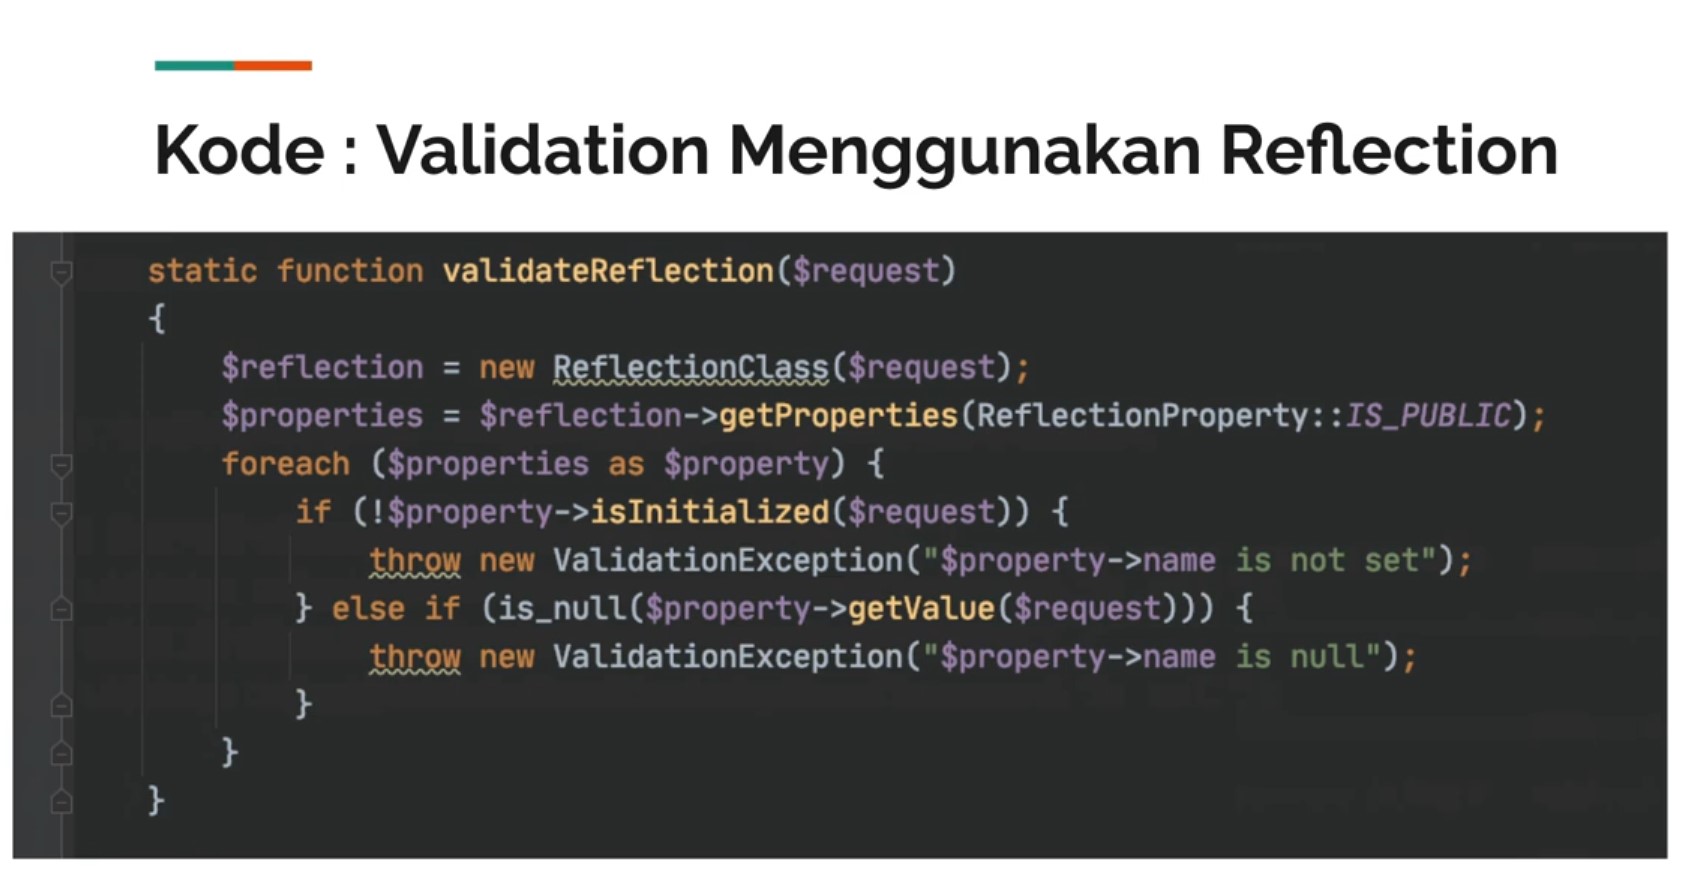 Kode : Validation Menggunakan Reflection
static function validateReflection($request)
{
    $reflection = new ReflectionClass($request);
    $properties = $reflection->getProperties(ReflectionProperty::IS_PUBLIC);
    foreach ($properties as $property) {
        if (!$property->isInitialized($request)) {
            throw new ValidationException("$property->name is not set");
        } else if (is_null($property->getValue($request))) {
            throw new ValidationException("$property->name is null");
        }
    }
}